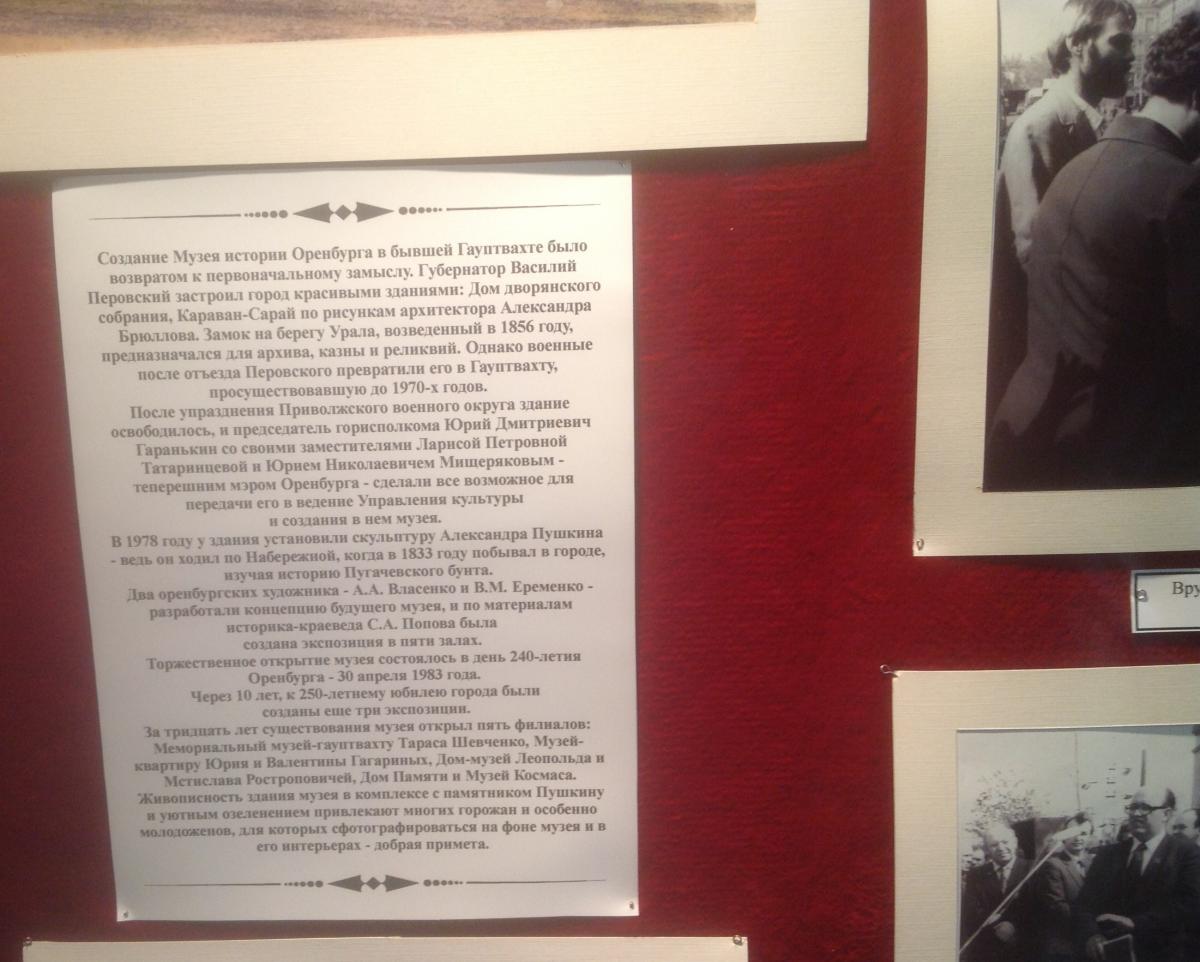 Создание Музея истории Оренбурга в бывшей Гауптвахте было
возвратом к первоначальному замыслу. Губернатор Василий
Перовский застроил город красивыми зданиями: Дом дворянского
собрания, Караван-Сарай по рисункам архитектора Александра
Брюллова. Замок на берегу Урала, возведенный в 1856 году,
предназначался для архива, казны и реликвий. Однако военные
после отъезда Перовского превратили его в Гауптвахту,
просуществовавшую до 1970-х годов.
После упразднения Приволжского военного округа здание
освободилось, и председатель горисполкома Юрий Дмитриевич
Гаранькин со своими заместителями Ларисой Петровной
Татаринцевой и Юрием Николаевичем Мищеряковым -
теперешним мэром Оренбурга - сделали все возможное для
передачи его в ведение Управления культуры
и создания в нем музея.
В 1978 году у здания установили скульптуру Александра Пушкина
- ведь он ходил по Набережной, когда в 1833 году побывал в городе,
изучая историю Пугачевского бунта.
Два оренбургских художника - А.А. Власенко и В.М. Еременко -
разработали концепцию будущего музея, и по материалам
историка-краеведа С.А. Попова была
создана экспозиция в пяти залах.
Торжественное открытие музея состоялось в день 240-летия
Оренбурга - 30 апреля 1983 года.
Через 10 лет, к 250-летнему юбилею города были
созданы еще три экспозиции.
За тридцать лет существования музея открыл пять филиалов:
Мемориальный музей-гауптвахту Тараса Шевченко, Музей-
квартиру Юрия и Валентины Гагариных, Дом-музей Леопольда и
Мстислава Ростроповичей, Дом Памяти и Музей Космаса.
Живописность здания музея в комплексе с памятником Пушкину
и уютным озеленением привлекают многих горожан и особенно
молодоженов, для которых сфотографироваться на фоне музея и в
его интерьерах - добрая примета.
Вру